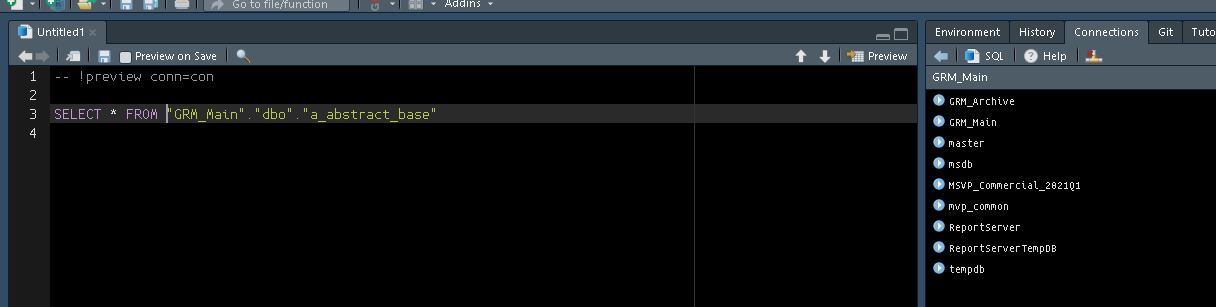 Go to file/function
Addins
Untitled1
Preview on Save
Preview
1 -- !preview conn=con
2
3 SELECT * FROM "GRM_Main"."dbo"."a_abstract_base"
4
Environment History Connections Git Tuto
SQL Help
GRM_Main
GRM_Archive
GRM_Main
master
msdb
MSVP_Commercial_2021Q1
mvp_common
ReportServer
ReportServerTempDB
tempdb